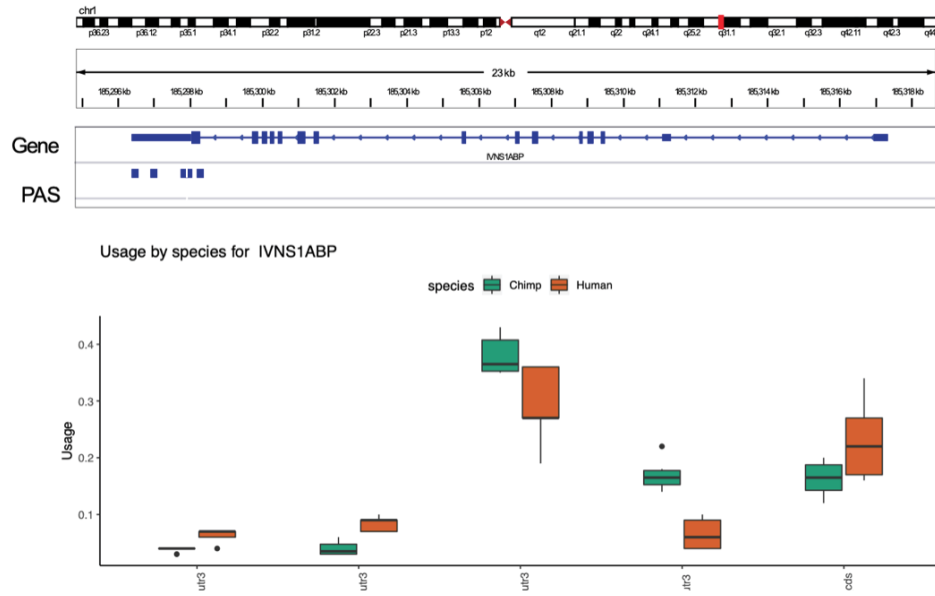 chr1
p36.23 p36.12 p35.1 p34.1 p32.2 p31.2 p22.3 p21.3 p13.3 p12 q12 q21.1 q22 q24.1 q25.2 q31.1 q32.1 q32.3 q42.11 q42.3 q44
23 kb
185,296 kb 185,298 kb 185,300 kb 185,302 kb 185,304 kb 185,306 kb 185,308 kb 185,310 kb 185,312 kb 185,314 kb 185,316 kb 185,318 kb
Gene
IVNS1ABP
PAS
Usage by species for IVNS1ABP
species Chimp Human
Usage
0.4
0.3
0.2
0.1
utr3 utr3 utr3 ɪtr3 cds